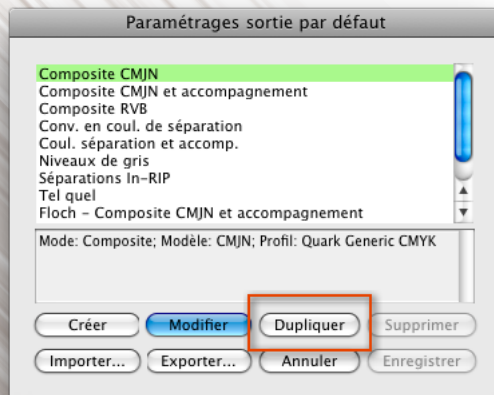 Paramétrages sortie par défaut
Composite CMJN
Composite CMJN et accompagnement
Composite RVB
Conv. en coul. de séparation
Coul. séparation et accomp.
Niveaux de gris
Séparations In-RIP
Tel quel
Floch - Composite CMJN et accompagnement
Mode: Composite; Modèle: CMJN; Profil: Quark Generic CMYK
Créer Modifier Dupliquer Supprimer
Importer... Exporter... Annuler Enregistrer